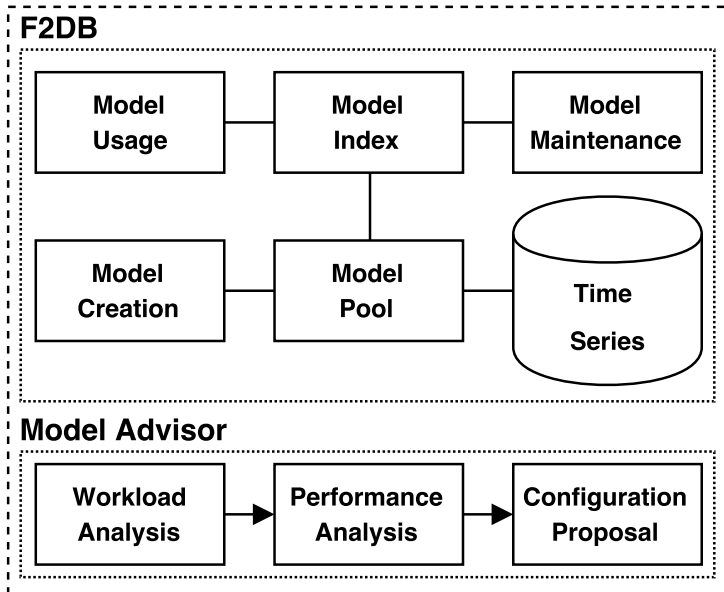 F2DB
Model
Usage
Model
Index
Model
Maintenance
Model
Creation
Model
Pool
Time
Series
Model Advisor
Workload
Analysis
Performance
Analysis
Configuration
Proposal